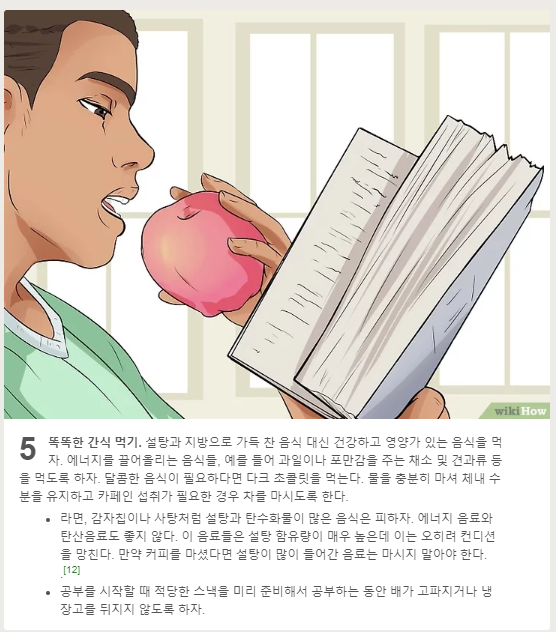 wikiHow
5 똑똑한 간식 먹기. 설탕과 지방으로 가득 찬 음식 대신 건강하고 영양가 있는 음식을 먹
자. 에너지를 끌어올리는 음식들, 예를 들어 과일이나 포만감을 주는 채소 및 견과류 등
을 먹도록 하자. 달콤한 음식이 필요하다면 다크 초콜릿을 먹는다. 물을 충분히 마셔 체내 수
분을 유지하고 카페인 섭취가 필요한 경우 차를 마시도록 한다.
• 라면, 감자칩이나 사탕처럼 설탕과 탄수화물이 많은 음식은 피하자. 에너지 음료와
탄산음료도 좋지 않다. 이 음료들은 설탕 함유량이 매우 높은데 이는 오히려 컨디션
을 망친다. 만약 커피를 마셨다면 설탕이 많이 들어간 음료는 마시지 말아야 한다.
.[12]
• 공부를 시작할 때 적당한 스낵을 미리 준비해서 공부하는 동안 배가 고파지거나 냉
장고를 뒤지지 않도록 하자.